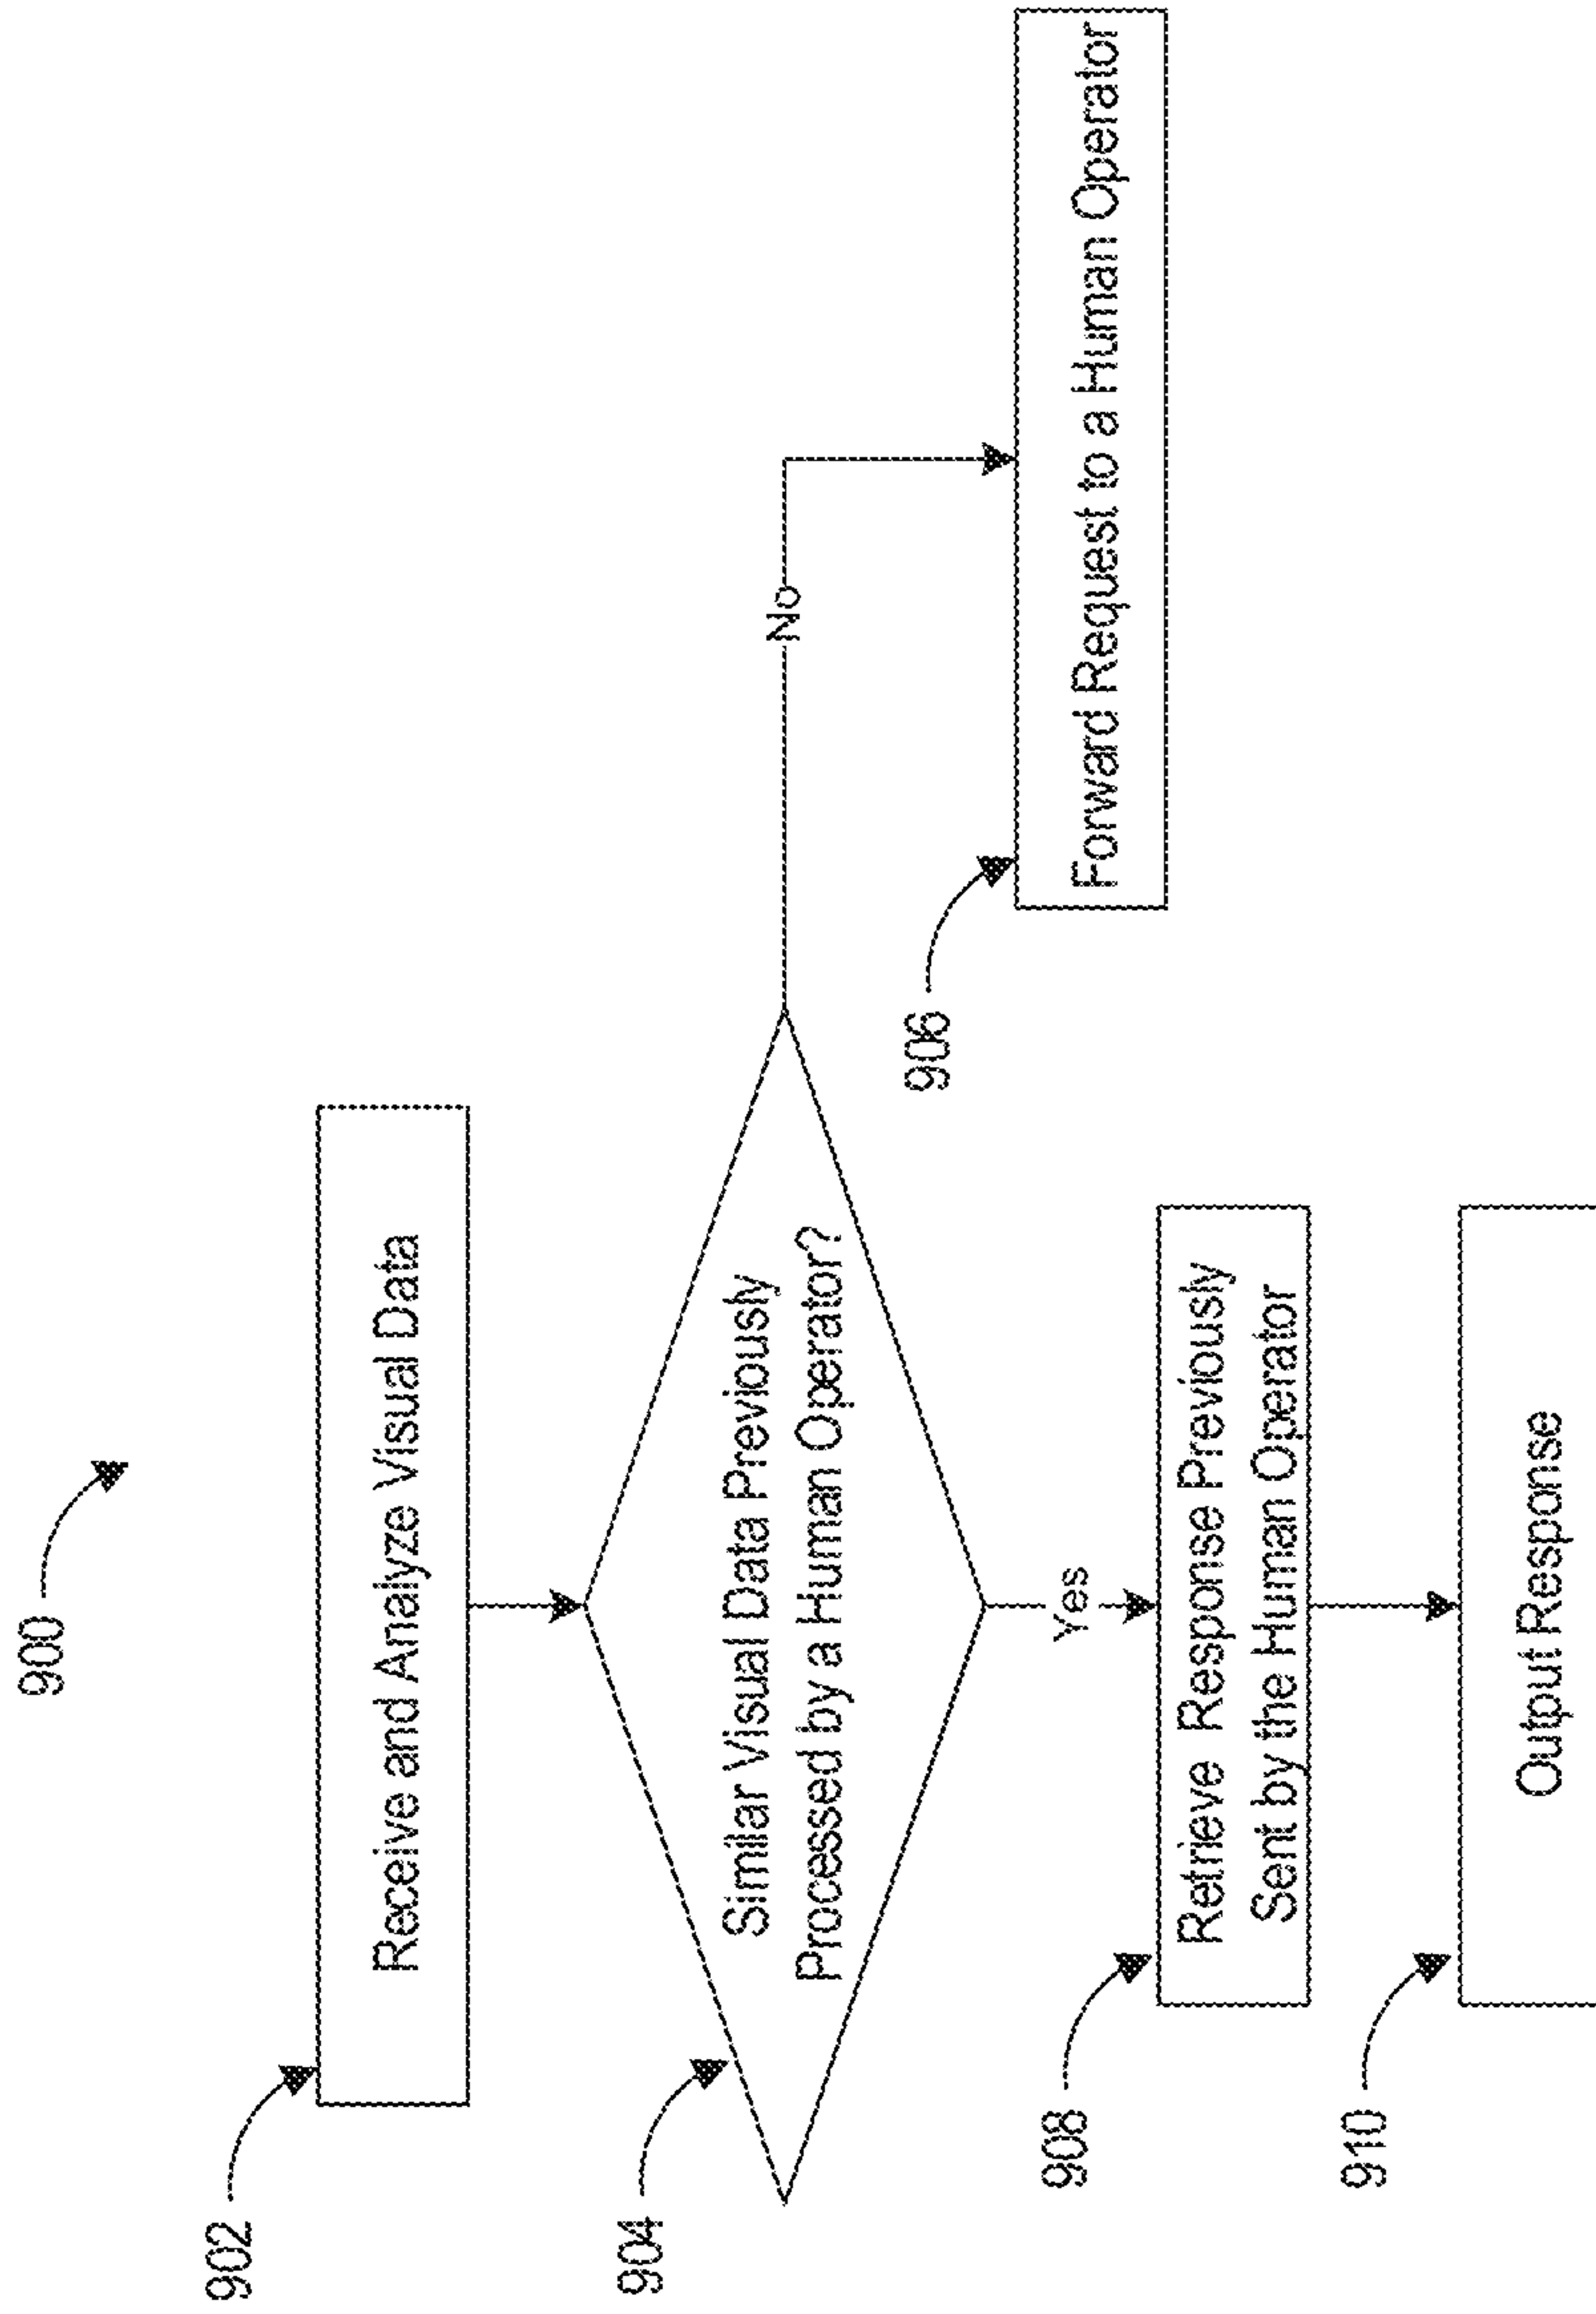 900
902
Receive and Analyze Visual Data
904
Similar Visual Data Previously
Processed by a Human Operator?
No
906
Forward Request to a Human Operator
Yes
908
Retrieve Response Previously
Sent by the Human Operator
910
Output Response